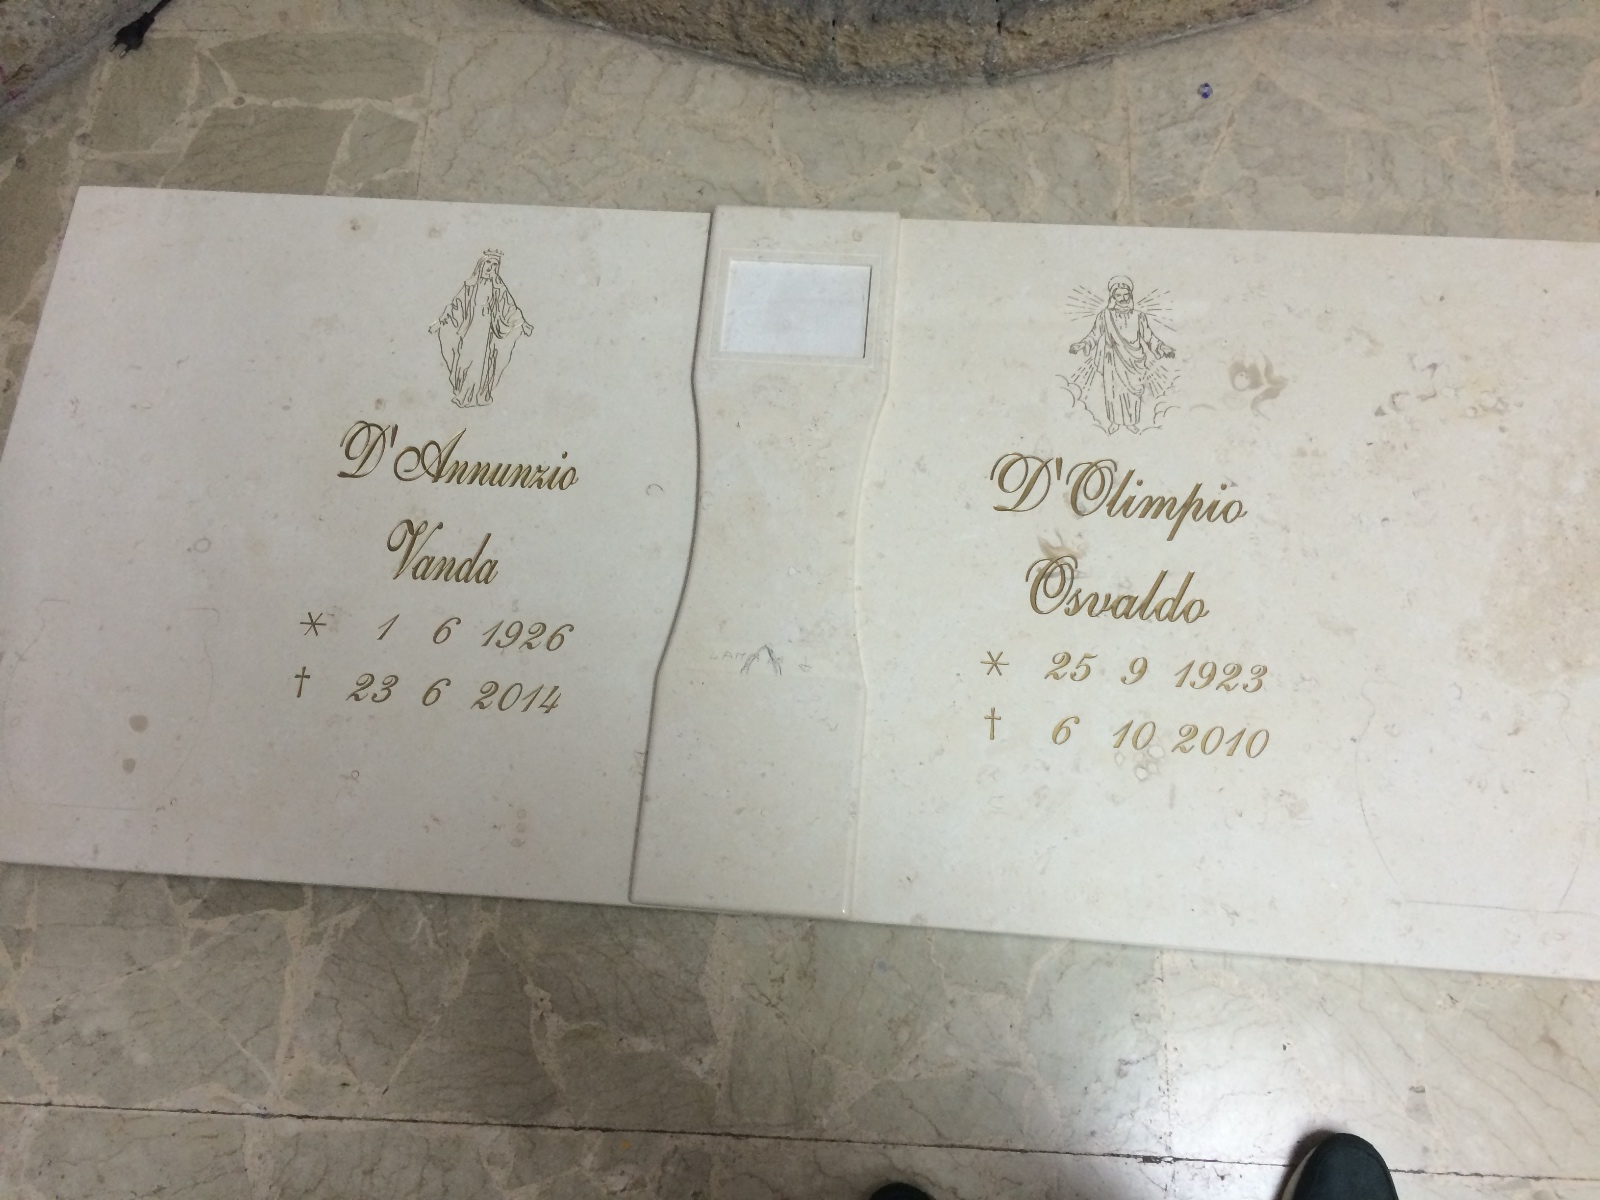 D'Annunzio
Vanda
* 1 6 1926
† 23 6 2014
D'Olimpio
Osvaldo
* 25 9 1923
† 6 10 2010